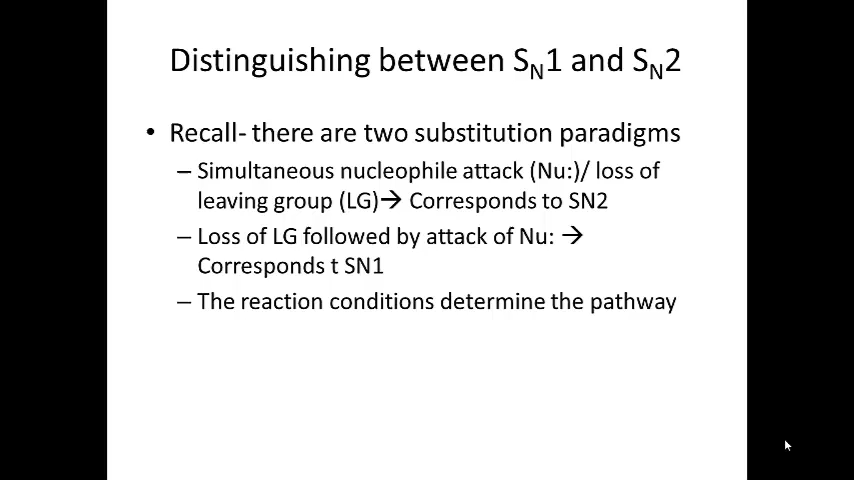 Distinguishing between SN1 and SN2
• Recall- there are two substitution paradigms
– Simultaneous nucleophile attack (Nu:)/ loss of
leaving group (LG)→ Corresponds to SN2
– Loss of LG followed by attack of Nu: →
Corresponds t SN1
– The reaction conditions determine the pathway